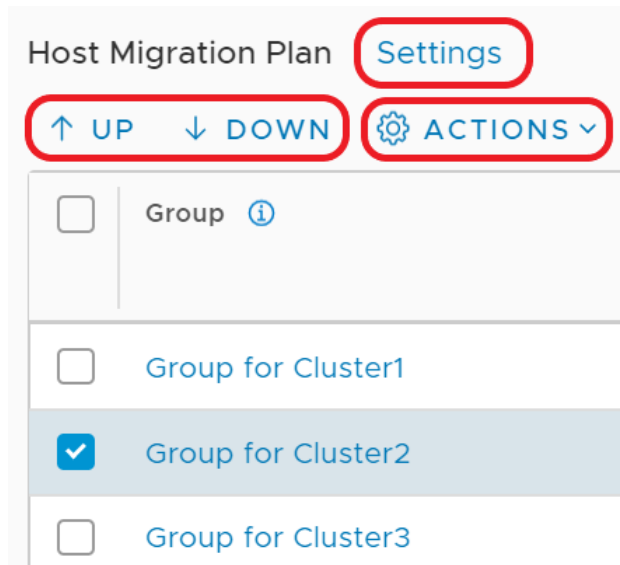 Host Migration Plan Settings
↑ UP ↓ DOWN ACTIONS
Group
Group for Cluster1
Group for Cluster2
Group for Cluster3